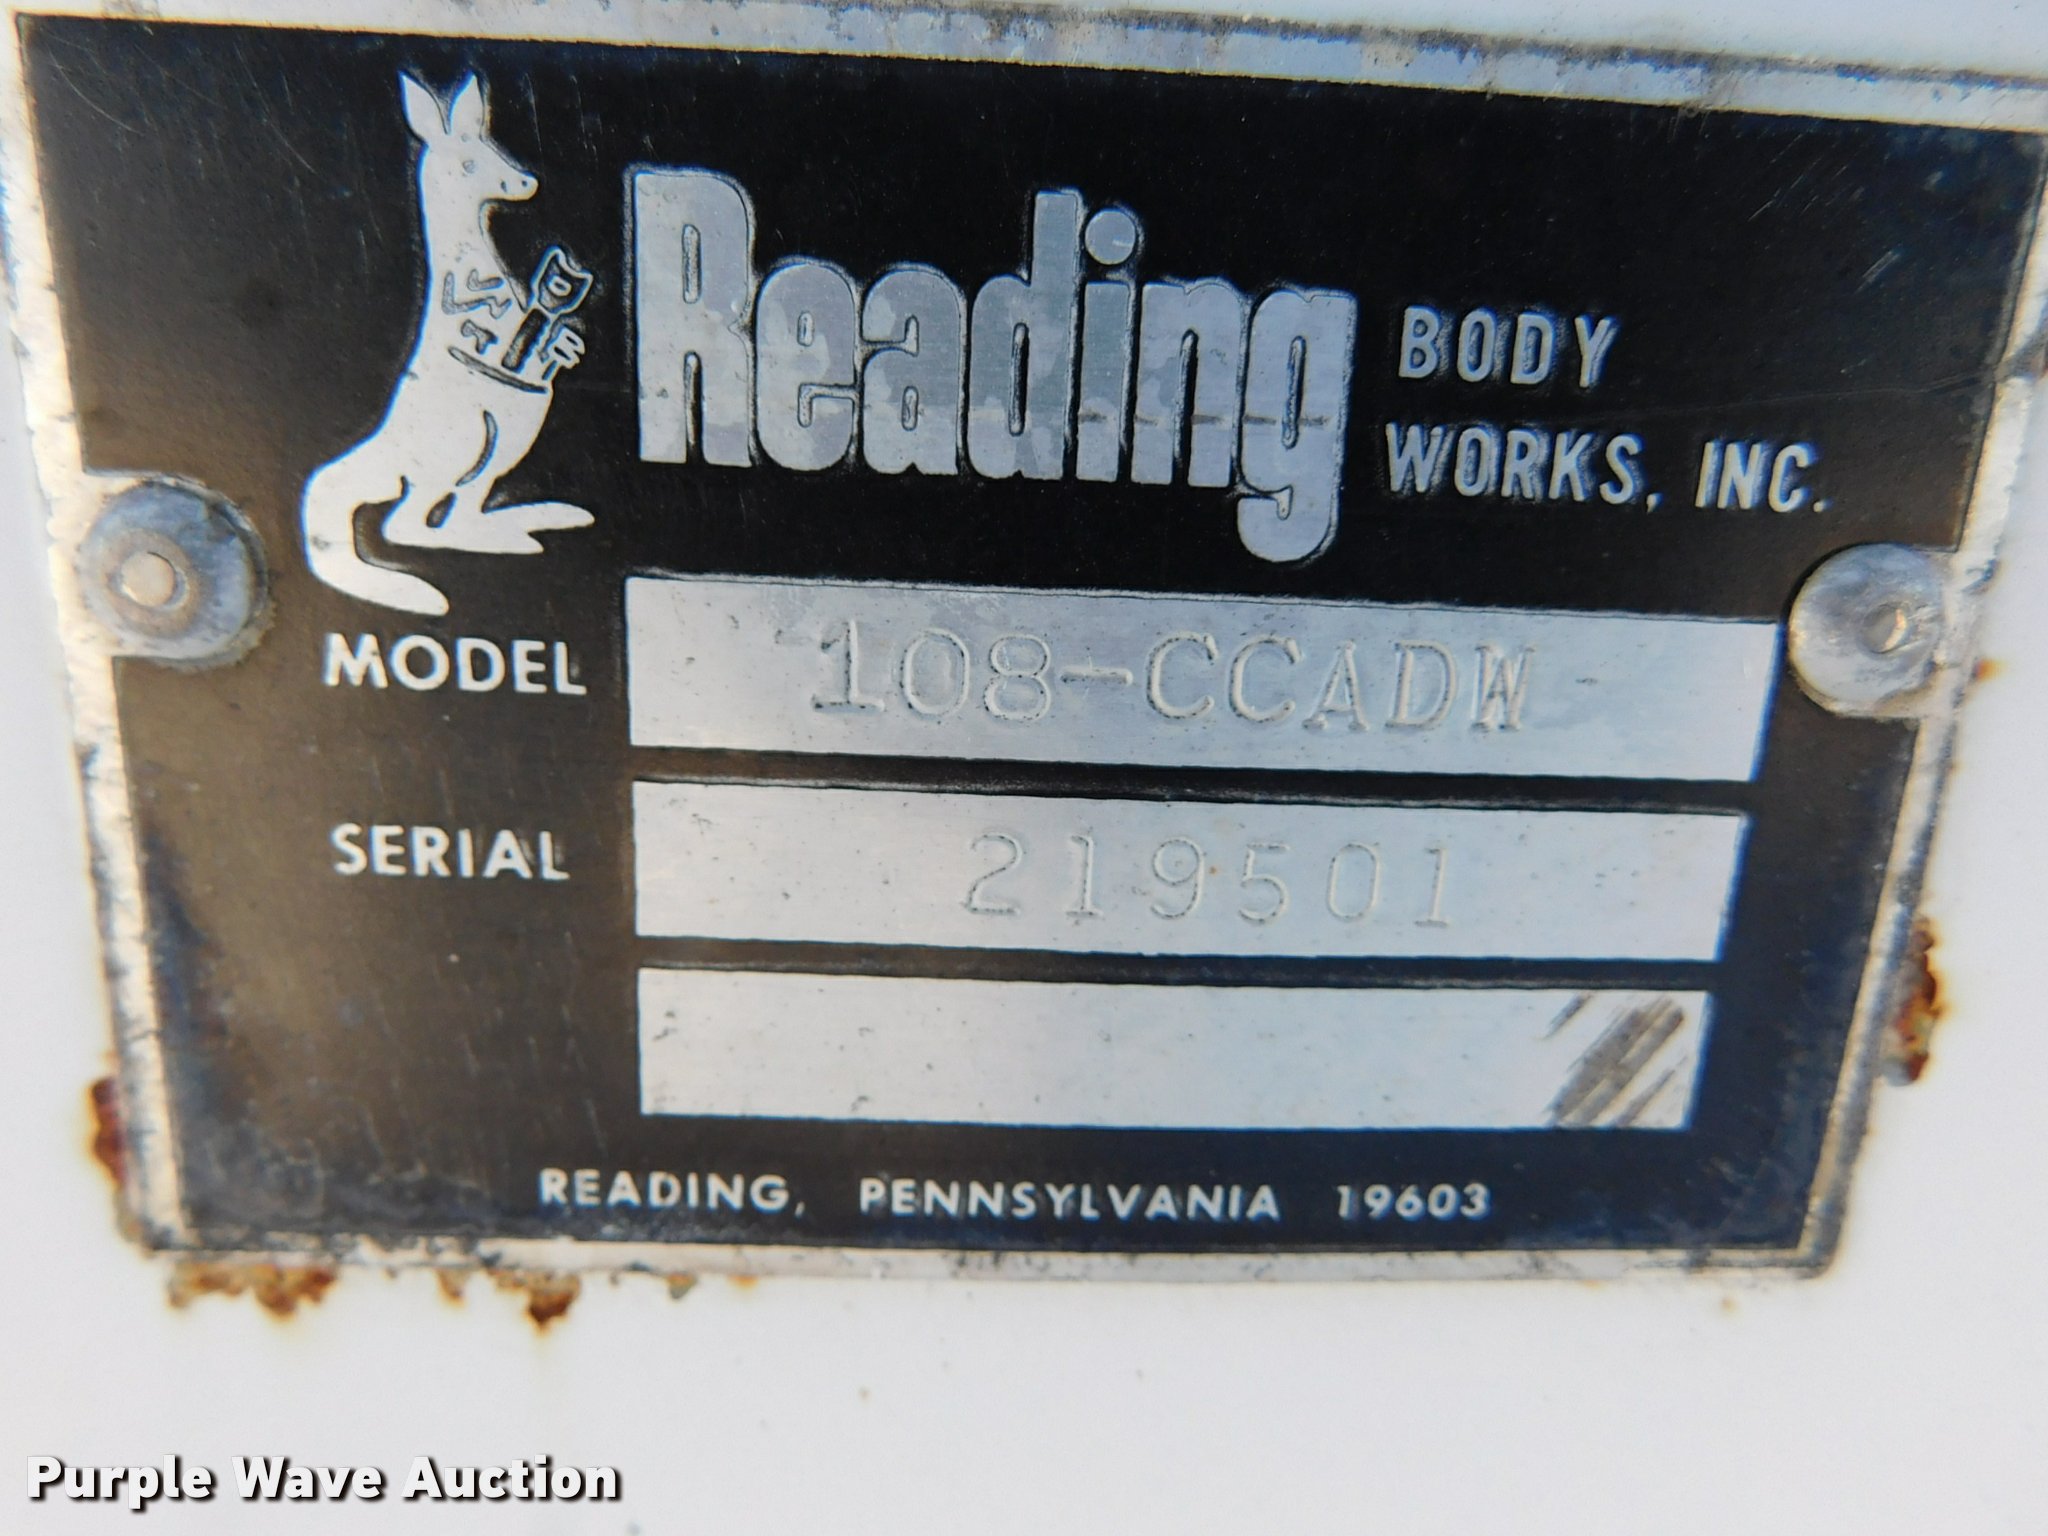 Reading BODY
WORKS, INC.
MODEL 108-CCADW
SERIAL 219501
READING, PENNSYLVANIA 19603
Purple Wave Auction